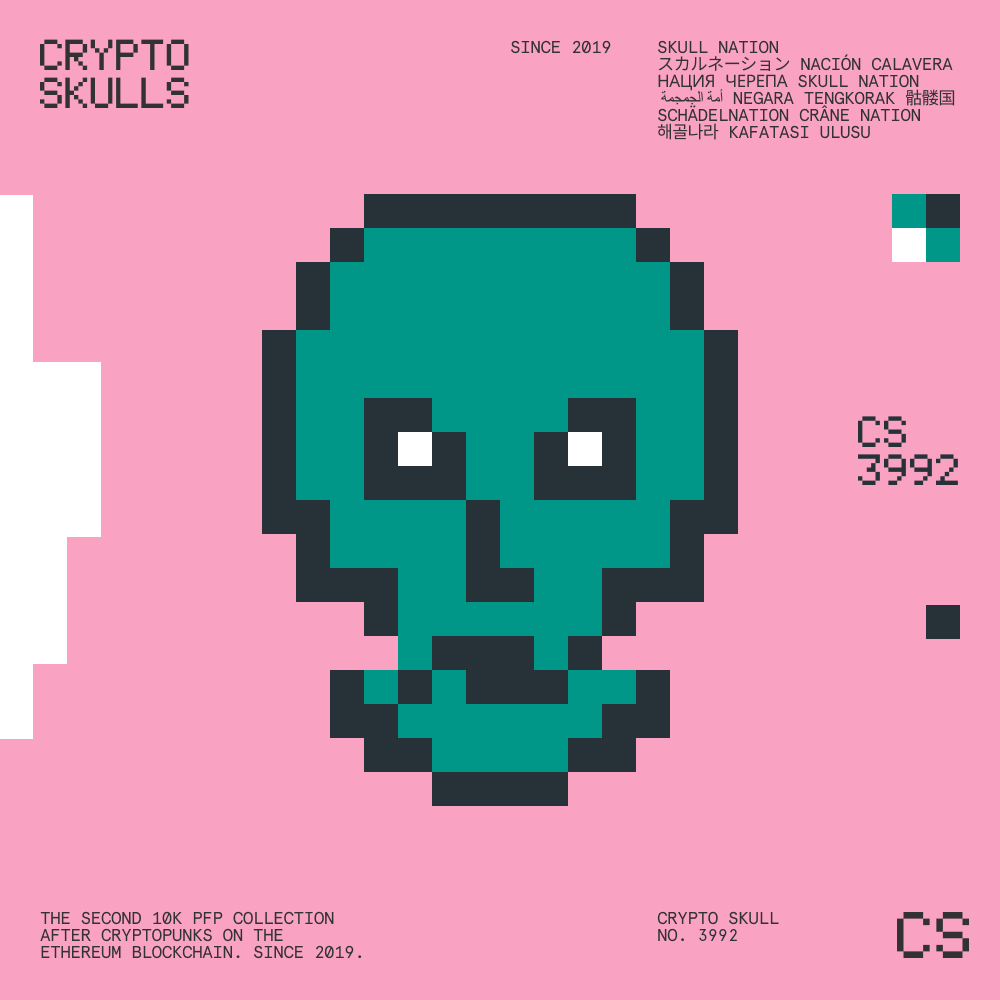 CRYPTO
SKULLS
SINCE 2019
SKULL NATION
スカルネーション NACIÓN CALAVERA
НАЦИЯ ЧЕРЕПА SKULL NATION
أمة الجمجمة NEGARA TENGKORAK 骷髅国
SCHÄDELNATION CRÂNE NATION
해골나라 KAFATASI ULUSU
CS
3992
THE SECOND 10K PFP COLLECTION
AFTER CRYPTOPUNKS ON THE
ETHEREUM BLOCKCHAIN. SINCE 2019.
CRYPTO SKULL
NO. 3992
CS